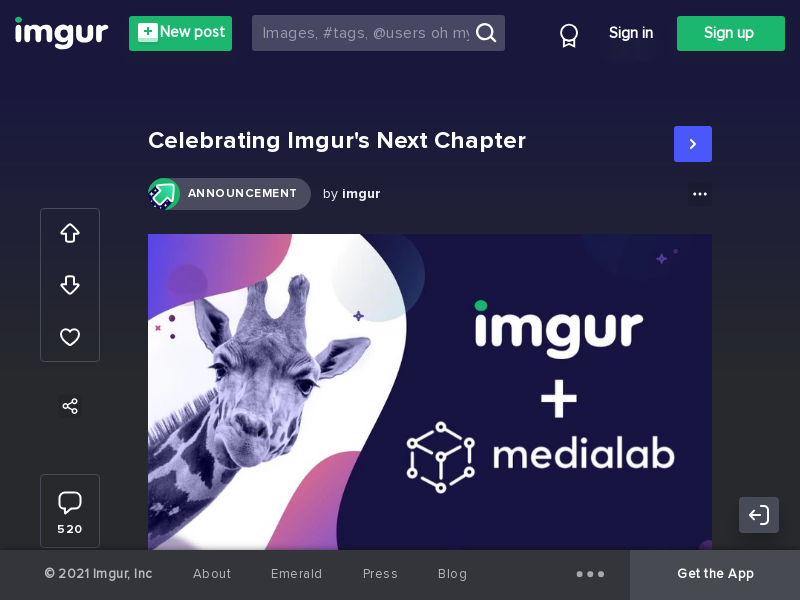 imgur
New post
Images, #tags, @users oh my
Sign in
Sign up
Celebrating Imgur's Next Chapter
ANNOUNCEMENT
by imgur
imgur
+
medialab
520
© 2021 Imgur, Inc
About
Emerald
Press
Blog
Get the App